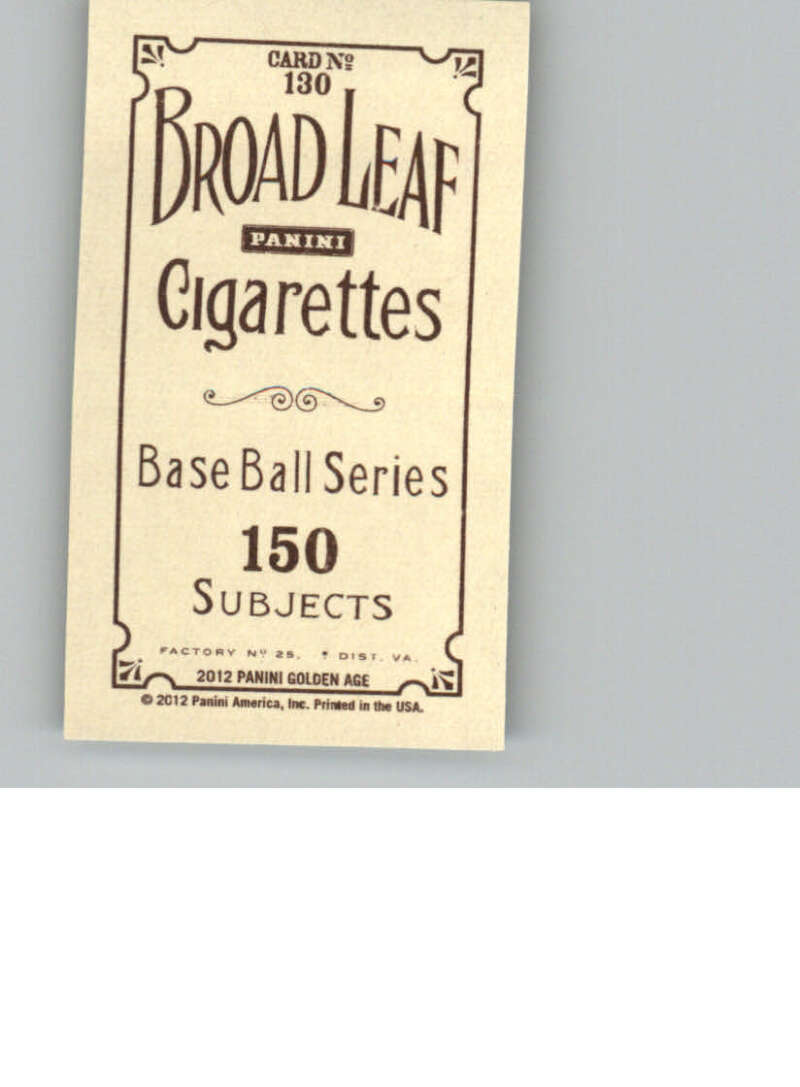 CARD Nº
130
BROAD LEAF
PANINI
Cigarettes
Base Ball Series
150
SUBJECTS
FACTORY Nº 25. DIST. VA.
2012 PANINI GOLDEN AGE
© 2012 Panini America, Inc. Printed in the USA.